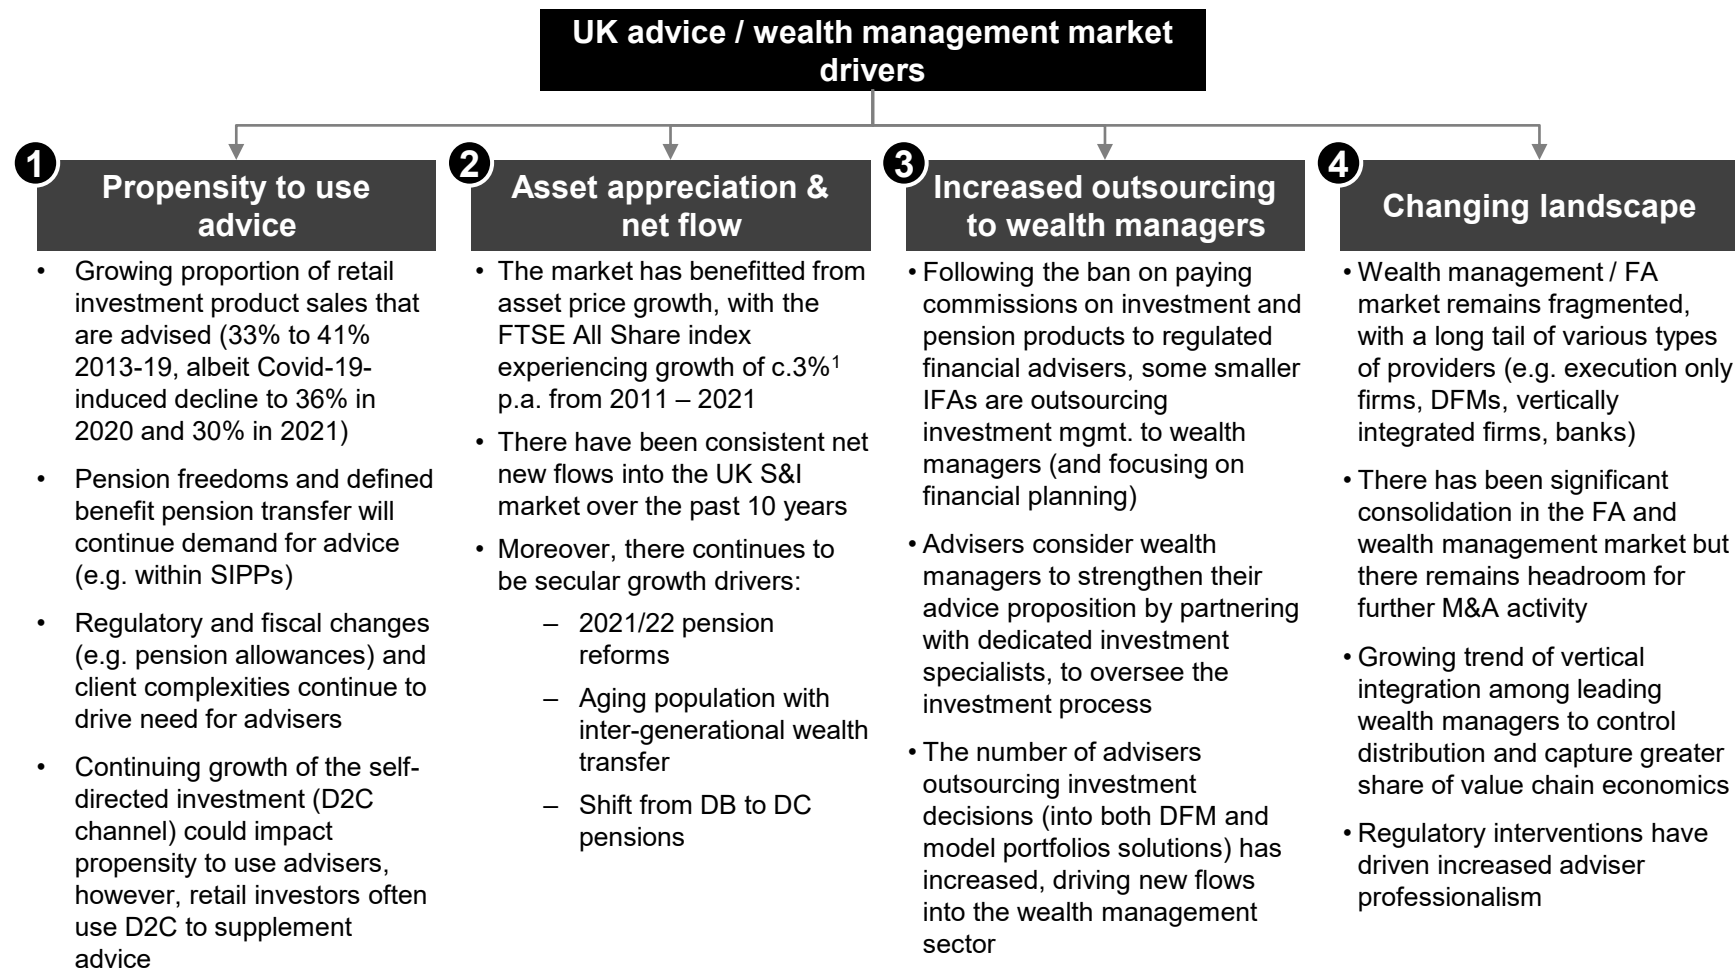 UK advice / wealth management market
drivers
1
Propensity to use
advice
• Growing proportion of retail
investment product sales that
are advised (33% to 41%
2013-19, albeit Covid-19-
induced decline to 36% in
2020 and 30% in 2021)
• Pension freedoms and defined
benefit pension transfer will
continue demand for advice
(e.g. within SIPPs)
• Regulatory and fiscal changes
(e.g. pension allowances) and
client complexities continue to
drive need for advisers
• Continuing growth of the self-
directed investment (D2C
channel) could impact
propensity to use advisers,
however, retail investors often
use D2C to supplement
advice
2
Asset appreciation &
net flow
• The market has benefitted from
asset price growth, with the
FTSE All Share index
experiencing growth of c.3%¹
p.a. from 2011 – 2021
• There have been consistent net
new flows into the UK S&I
market over the past 10 years
• Moreover, there continues to
be secular growth drivers:
– 2021/22 pension
reforms
– Aging population with
inter-generational wealth
transfer
– Shift from DB to DC
pensions
3
Increased outsourcing
to wealth managers
• Following the ban on paying
commissions on investment and
pension products to regulated
financial advisers, some smaller
IFAs are outsourcing
investment mgmt. to wealth
managers (and focusing on
financial planning)
• Advisers consider wealth
managers to strengthen their
advice proposition by partnering
with dedicated investment
specialists, to oversee the
investment process
• The number of advisers
outsourcing investment
decisions (into both DFM and
model portfolios solutions) has
increased, driving new flows
into the wealth management
sector
4
Changing landscape
• Wealth management / FA
market remains fragmented,
with a long tail of various types
of providers (e.g. execution only
firms, DFMs, vertically
integrated firms, banks)
• There has been significant
consolidation in the FA and
wealth management market but
there remains headroom for
further M&A activity
• Growing trend of vertical
integration among leading
wealth managers to control
distribution and capture greater
share of value chain economics
• Regulatory interventions have
driven increased adviser
professionalism